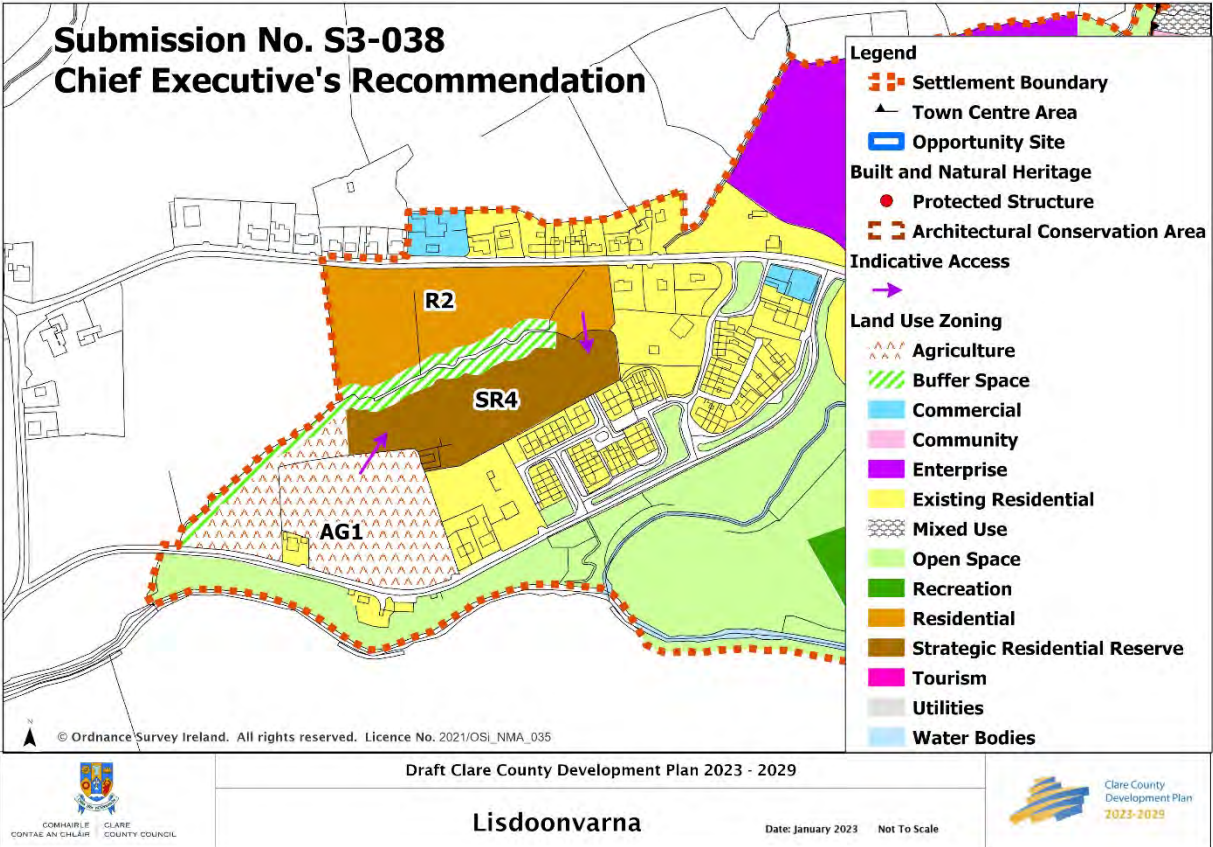 Submission No. S3-038
Chief Executive's Recommendation
Legend
Settlement Boundary
Town Centre Area
Opportunity Site
Built and Natural Heritage
Protected Structure
Architectural Conservation Area
Indicative Access
Land Use Zoning
Agriculture
Buffer Space
Commercial
Community
Enterprise
Existing Residential
Mixed Use
Open Space
Recreation
Residential
Strategic Residential Reserve
Tourism
Utilities
Water Bodies
R2
SR4
AG1
N
© Ordnance Survey Ireland. All rights reserved. Licence No. 2021/OSi_NMA_035
COMHAIRLE
CONTAE AN CHLÁIR
CLARE
COUNTY COUNCIL
Draft Clare County Development Plan 2023 - 2029
Lisdoonvarna
Date: January 2023 Not To Scale
Clare County
Development Plan
2023-2029